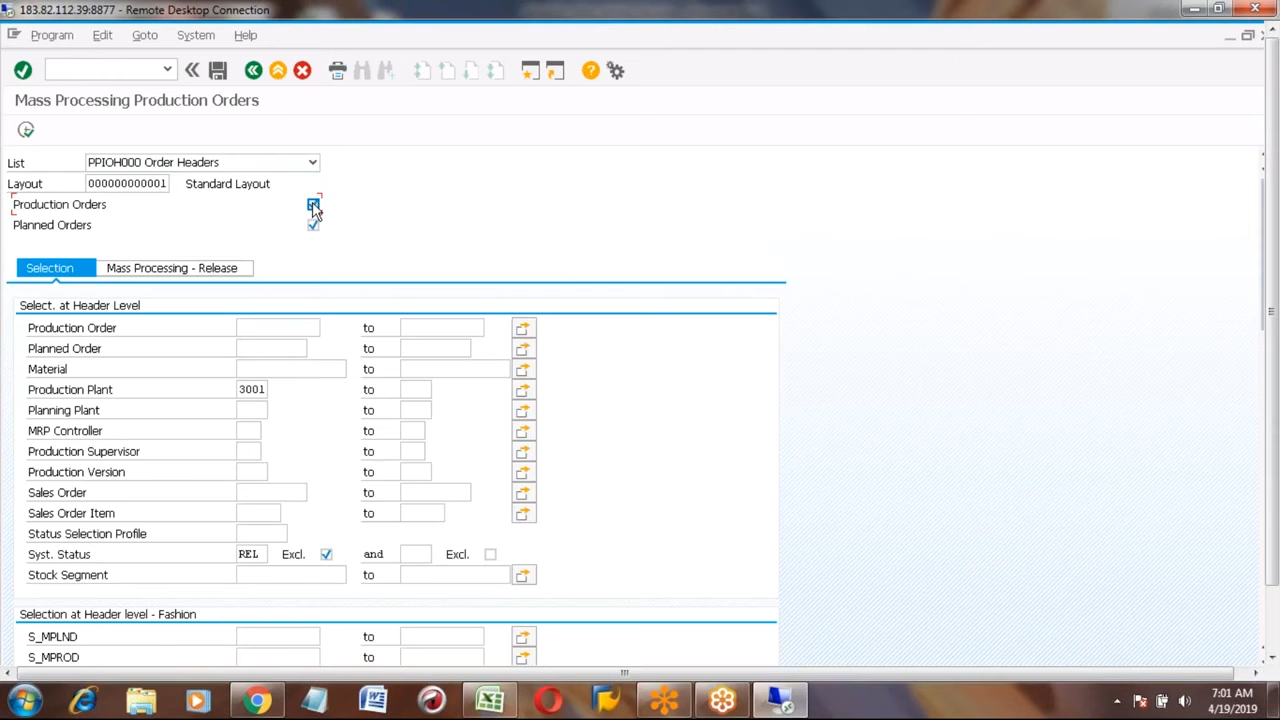 183.82.112.39:8877 - Remote Desktop Connection
Program Edit Goto System Help
Mass Processing Production Orders
List PPIOH000 Order Headers
Layout 000000000001 Standard Layout
Production Orders
Planned Orders
Selection Mass Processing - Release
Select. at Header Level
Production Order to
Planned Order to
Material to
Production Plant 3001 to
Planning Plant to
MRP Controller to
Production Supervisor to
Production Version to
Sales Order to
Sales Order Item to
Status Selection Profile
Syst. Status REL Excl. and Excl.
Stock Segment to
Selection at Header level - Fashion
S_MPLND to
S_MPROD to
7:01 AM
4/19/2019